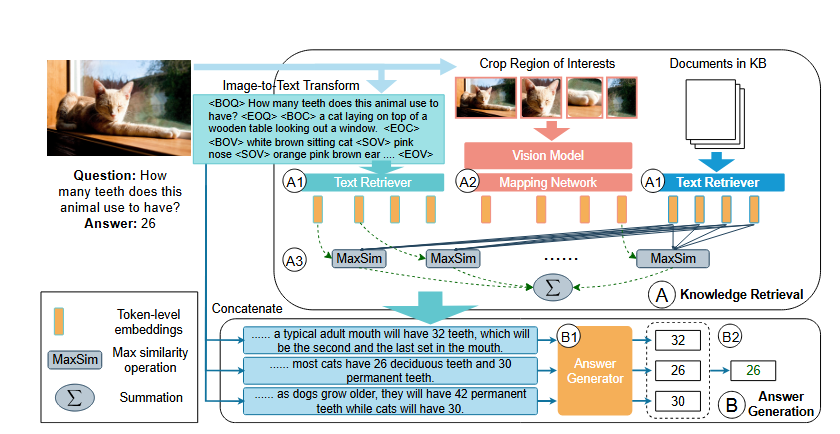 Question: How
many teeth does this
animal use to have?
Answer: 26
Image-to-Text Transform
<BOQ> How many teeth does this animal use to
have? <EOQ> <BOC> a cat laying on top of a
wooden table looking out a window. <EOC>
<BOV> white brown sitting cat <SOV> pink
nose <SOV> orange pink brown ear .... <EOV>
Crop Region of Interests
Documents in KB
Vision Model
A1
Text Retriever
A2
Mapping Network
A1
Text Retriever
A3
MaxSim
MaxSim
......
MaxSim
Σ
A
Knowledge Retrieval
Token-level
embeddings
MaxSim
Max similarity
operation
Σ
Summation
Concatenate
...... a typical adult mouth will have 32 teeth, which will
be the second and the last set in the mouth.
...... most cats have 26 deciduous teeth and 30
permanent teeth.
...... as dogs grow older, they will have 42 permanent
teeth while cats will have 30.
B1
Answer
Generator
32
26
30
B2
26
B
Answer
Generation